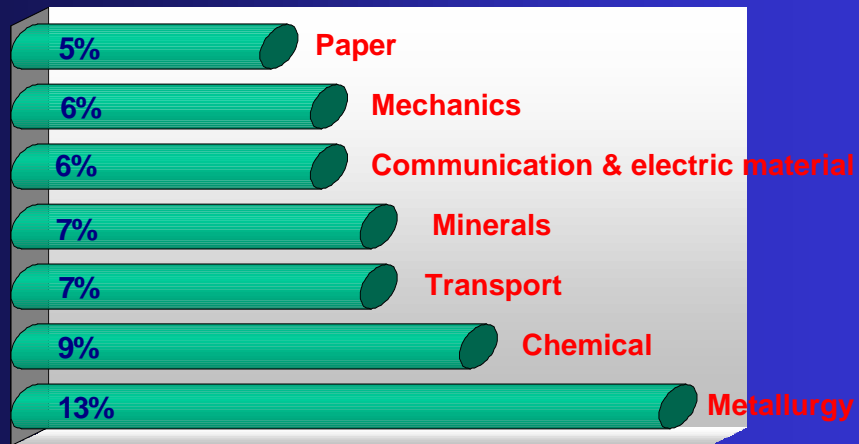 5% Paper
6% Mechanics
6% Communication & electric material
7% Minerals
7% Transport
9% Chemical
13% Metallurgy